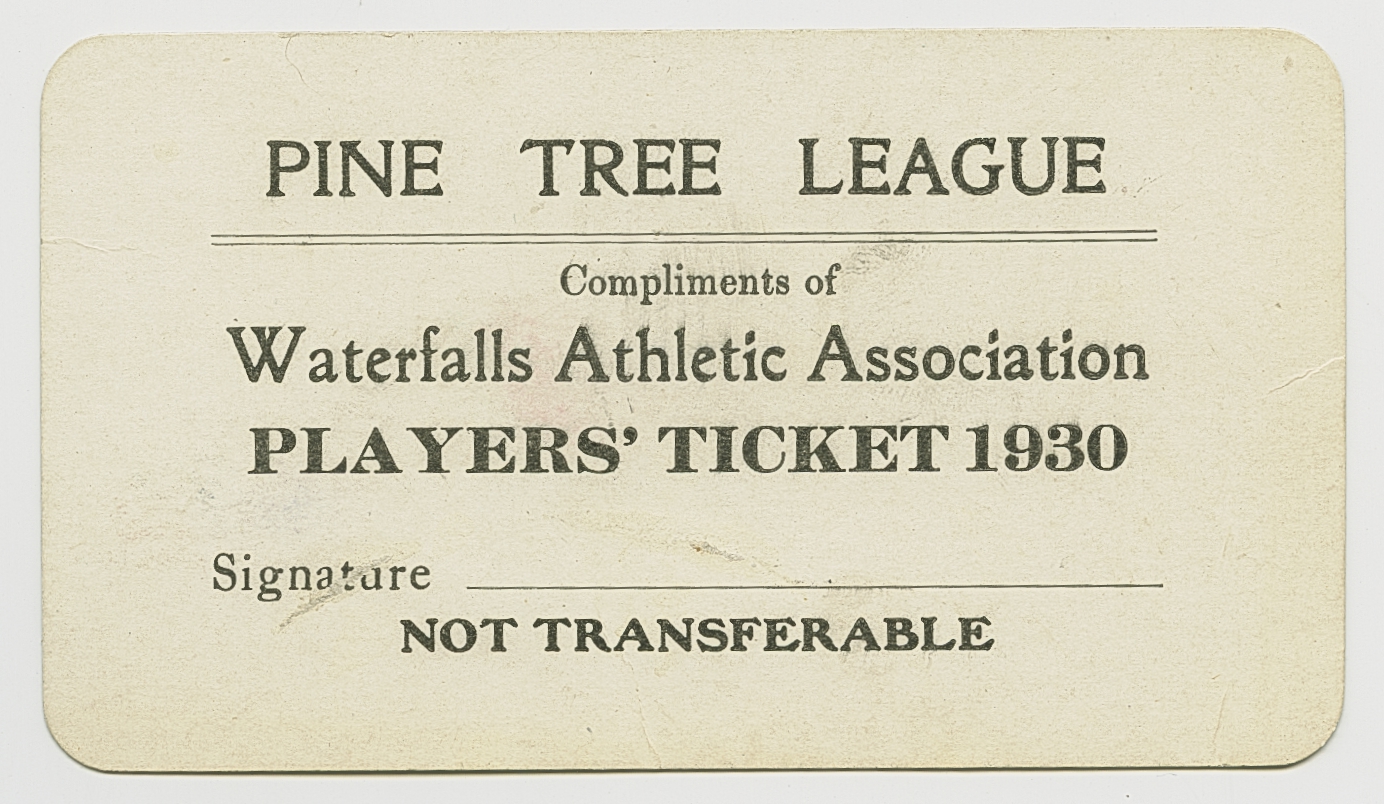 PINE TREE LEAGUE
Compliments of
Waterfalls Athletic Association
PLAYERS' TICKET 1930
Signature
NOT TRANSFERABLE